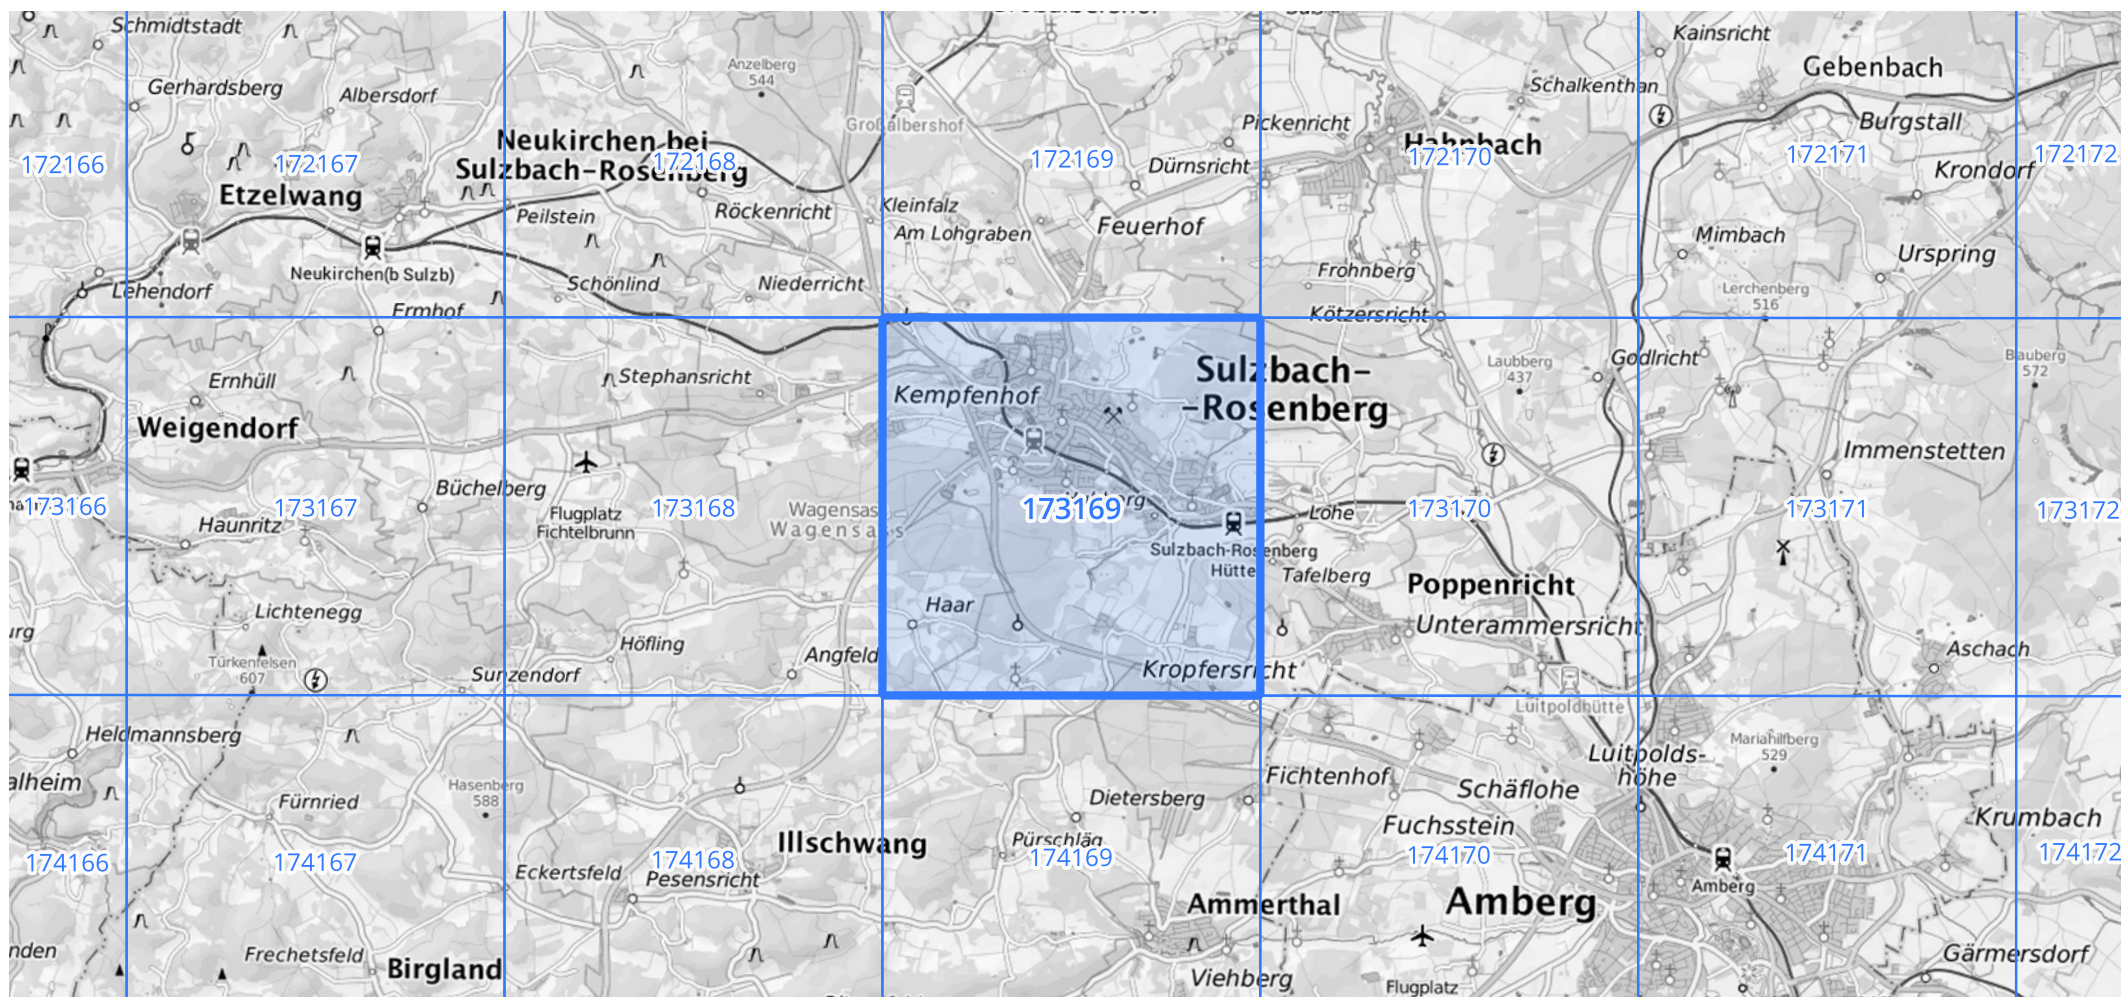 Schmidtstadt
Anzelberg
544
Kainsricht
Gebenbach
Gerhardsberg
Albersdorf
Schalkenthan
Großalbershof
Pickenricht
Burgstall
Neukirchen bei
Sulzbach-Rosenberg
Hahnbach
172166
172167
172168
172169
172170
172171
172172
Dürnsricht
Krondorf
Etzelwang
Peilstein
Röckenricht
Kleinfalz
Am Lohgraben
Feuerhof
Mimbach
Urspring
Neukirchen(b Sulzb)
Schönlind
Niederricht
Frohnberg
Lehendorf
Ermhof
Kötzersricht
Lerchenberg
516
Ernhüll
Stephansricht
Kempfenhof
Sulzbach-
-Rosenberg
Laubberg
437
Godlricht
Blauberg
572
Weigendorf
Immenstetten
Büchelberg
Flugplatz
Fichtelbrunn
Wagensass
Wagensass
173166
173167
173168
173169
173170
173171
173172
Haunritz
Lohe
Sulzbach-Rosenberg
Hütte
Tafelberg
Poppenricht
Lichtenegg
Haar
Unterammersricht
urg
Höfling
Angfeld
Aschach
Türkenfelsen
607
Sunzendorf
Kropfersricht
Luitpoldhütte
Heldmannsberg
Mariahilfberg
529
Luitpolds-
höhe
alheim
Hasenberg
588
Fichtenhof
Schäflohe
Fürnried
Dietersberg
Krumbach
Illschwang
Pürschläg
Fuchsstein
174166
174167
174168
174169
174170
174171
174172
Eckertsfeld
Pesensricht
Amberg
Ammerthal
Amberg
nden
Frechetsfeld
Birgland
Viehberg
Flugplatz
Gärmersdorf